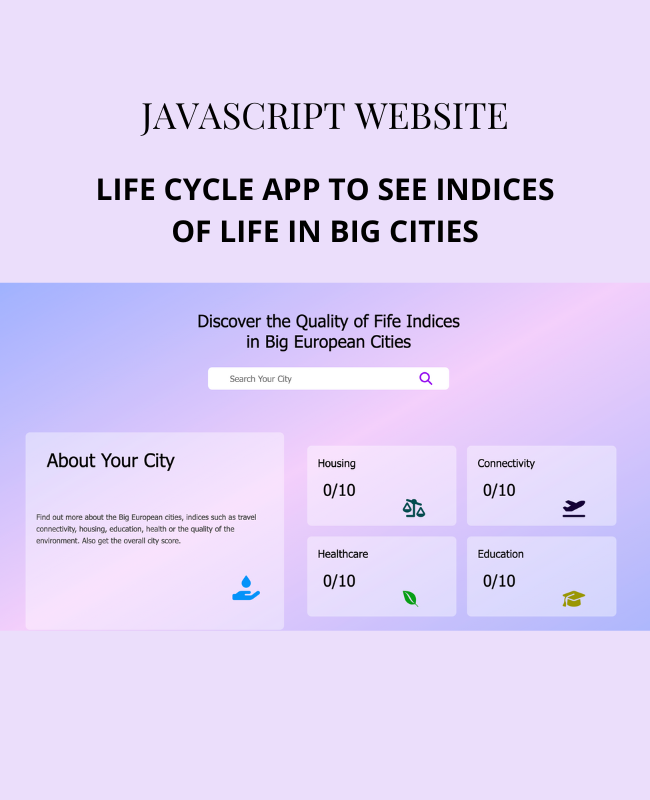 JAVASCRIPT WEBSITE
LIFE CYCLE APP TO SEE INDICES
OF LIFE IN BIG CITIES
Discover the Quality of Fife Indices
in Big European Cities
Search Your City
About Your City
Find out more about the Big European cities, indices such as travel
connectivity, housing, education, health or the quality of the
environment. Also get the overall city score.
Housing
0/10
Connectivity
0/10
Healthcare
0/10
Education
0/10